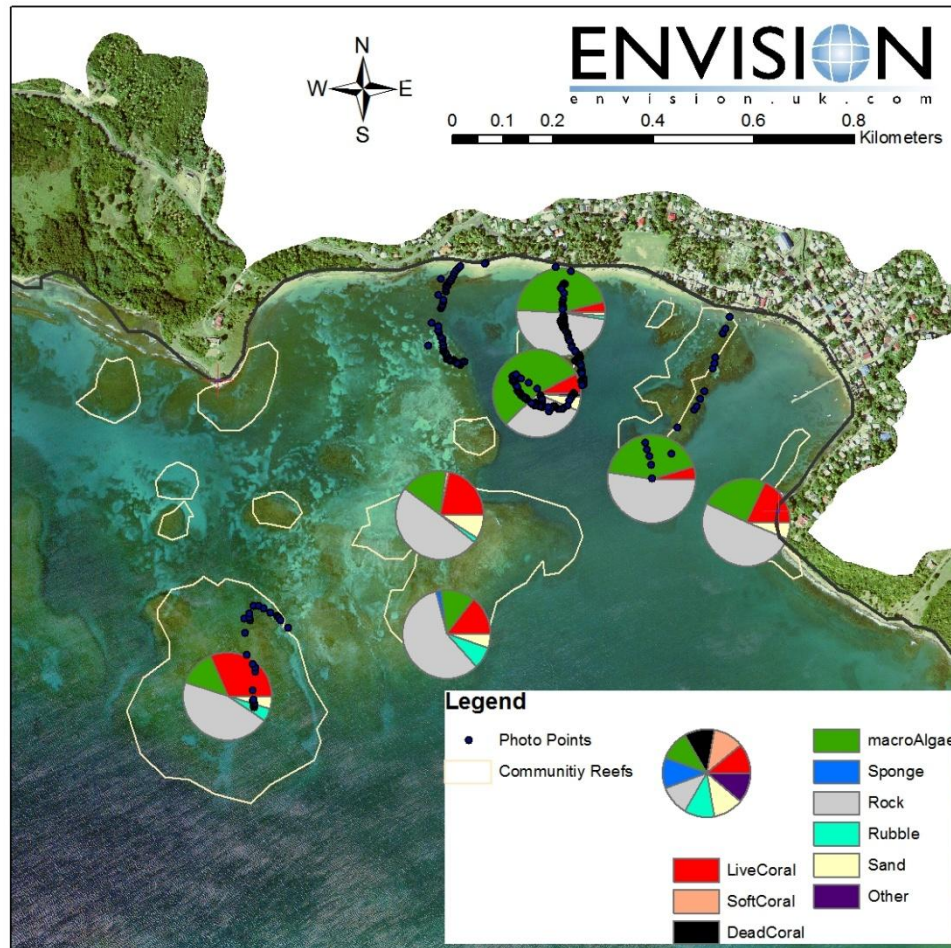 ENVISION
envision.uk.com
N
W E
S
0 0.1 0.2 0.4 0.6 0.8
Kilometers
Legend
Photo Points
Communitiy Reefs
LiveCoral
SoftCoral
DeadCoral
macroAlgae
Sponge
Rock
Rubble
Sand
Other